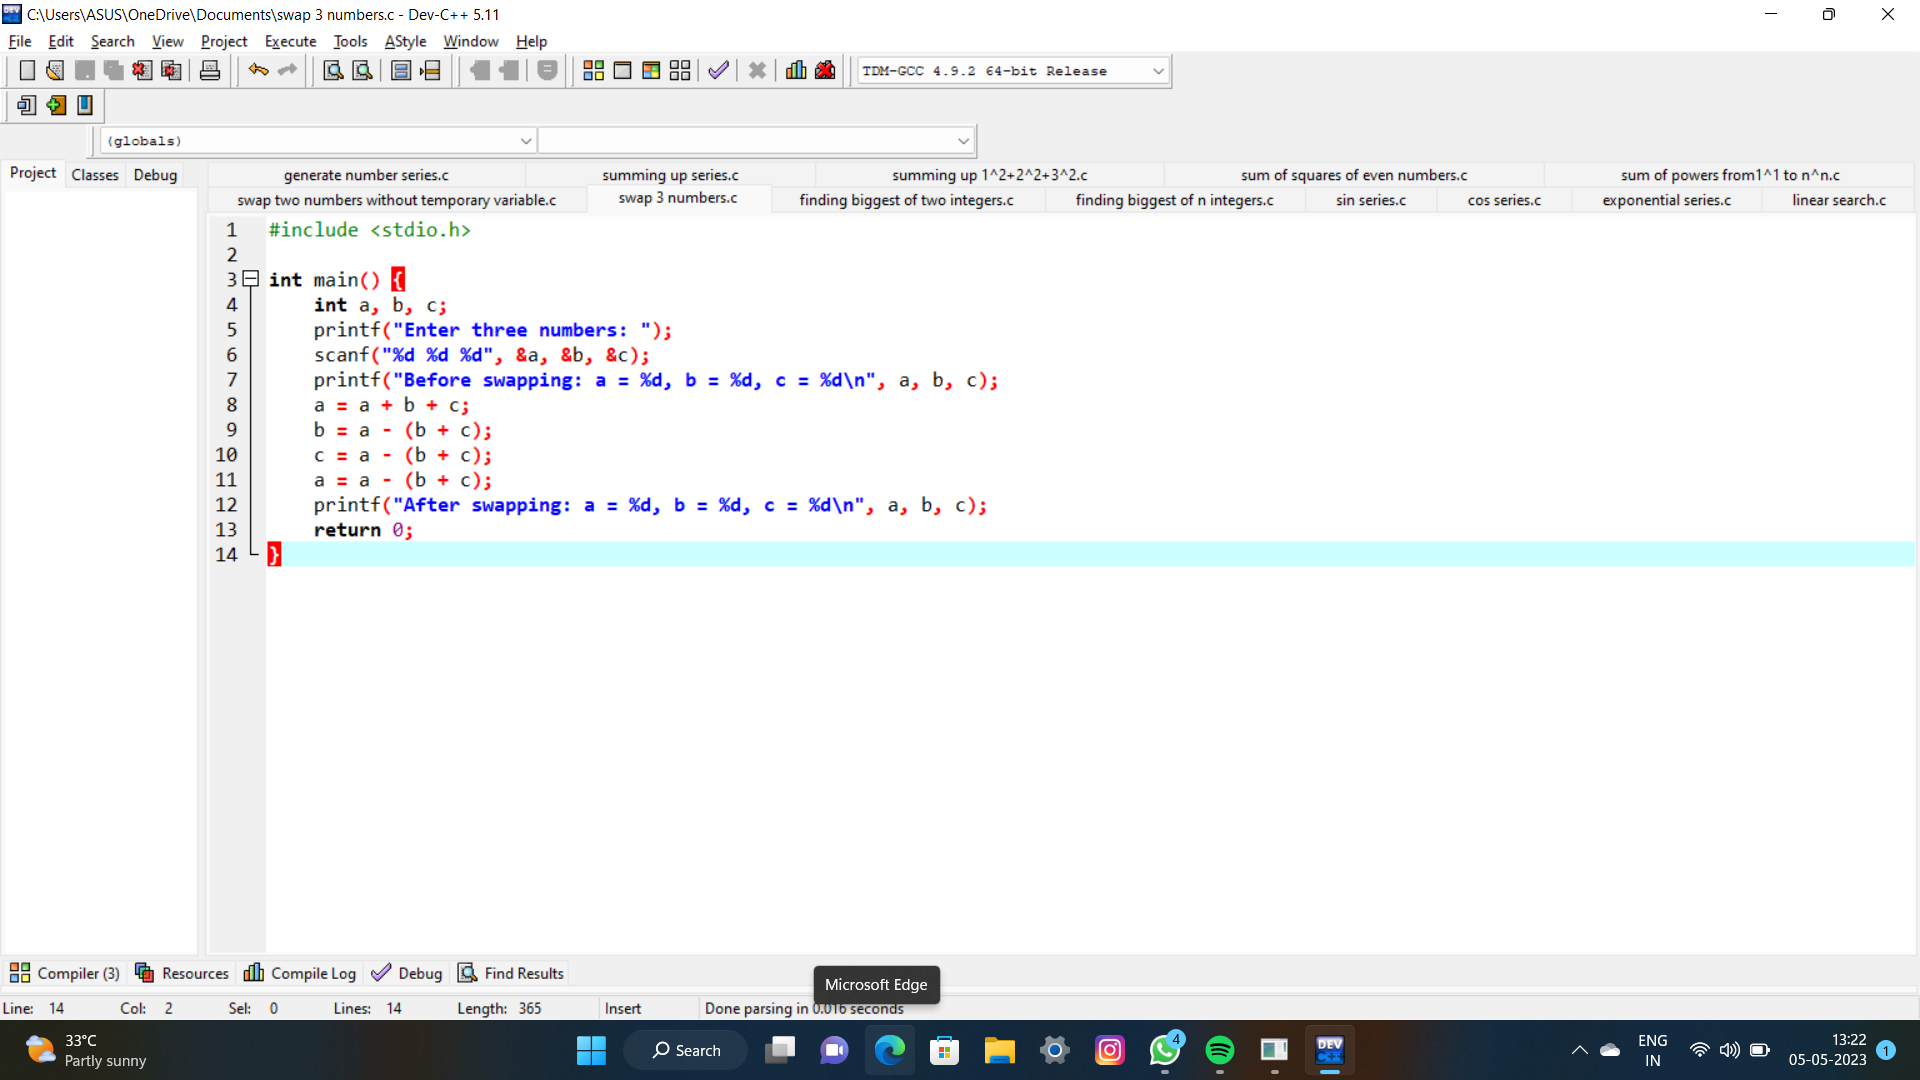 C:\Users\ASUS\OneDrive\Documents\swap 3 numbers.c - Dev-C++ 5.11
File Edit Search View Project Execute Tools AStyle Window Help
TDM-GCC 4.9.2 64-bit Release
(globals)
Project Classes Debug
generate number series.c summing up series.c summing up 1^2+2^2+3^2.c sum of squares of even numbers.c sum of powers from1^1 to n^n.c
swap two numbers without temporary variable.c swap 3 numbers.c finding biggest of two integers.c finding biggest of n integers.c sin series.c cos series.c exponential series.c linear search.c
1 #include <stdio.h>
2
3 int main() {
4 int a, b, c;
5 printf("Enter three numbers: ");
6 scanf("%d %d %d", &a, &b, &c);
7 printf("Before swapping: a = %d, b = %d, c = %d\n", a, b, c);
8 a = a + b + c;
9 b = a - (b + c);
10 c = a - (b + c);
11 a = a - (b + c);
12 printf("After swapping: a = %d, b = %d, c = %d\n", a, b, c);
13 return 0;
14 }
Compiler (3) Resources Compile Log Debug Find Results
Microsoft Edge
Line: 14 Col: 2 Sel: 0 Lines: 14 Length: 365 Insert Done parsing in 0.016 seconds
33°C
Partly sunny
Search
4
DEV
C++
ENG
IN
13:22
05-05-2023
1